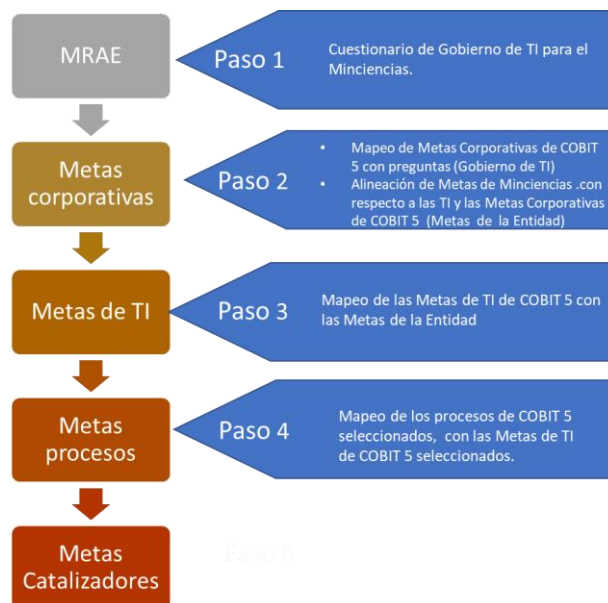 MRAE
Paso 1
Cuestionario de Gobierno de TI para el
Minciencias.
Metas
corporativas
Paso 2
• Mapeo de Metas Corporativas de COBIT
5 con preguntas (Gobierno de TI)
• Alineación de Metas de Minciencias .con
respecto a las TI y las Metas Corporativas
de COBIT 5 (Metas de la Entidad)
Metas de TI
Paso 3
Mapeo de las Metas de TI de COBIT 5 con
las Metas de la Entidad
Metas
procesos
Paso 4
Mapeo de los procesos de COBIT 5
seleccionados, con las Metas de TI
de COBIT 5 seleccionados.
Metas
Catalizadores
Paso 5